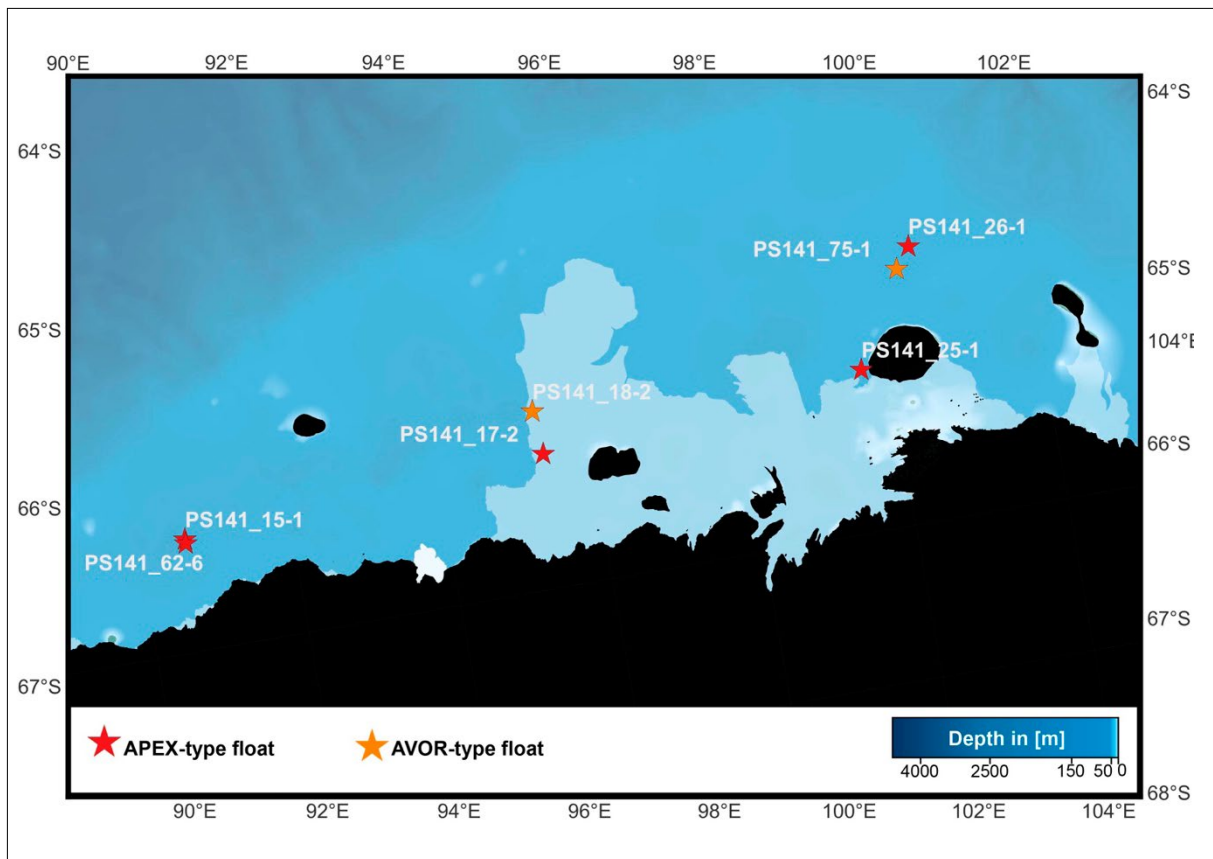 90°E 92°E 94°E 96°E 98°E 100°E 102°E
64°S
64°S
PS141_26-1
PS141_75-1
65°S
65°S
104°E
PS141_25-1
PS141_18-2
PS141_17-2
66°S
66°S
PS141_15-1
PS141_62-6
67°S
67°S
APEX-type float
AVOR-type float
Depth in [m]
4000 2500 150 50 0
68°S
90°E 92°E 94°E 96°E 98°E 100°E 102°E 104°E